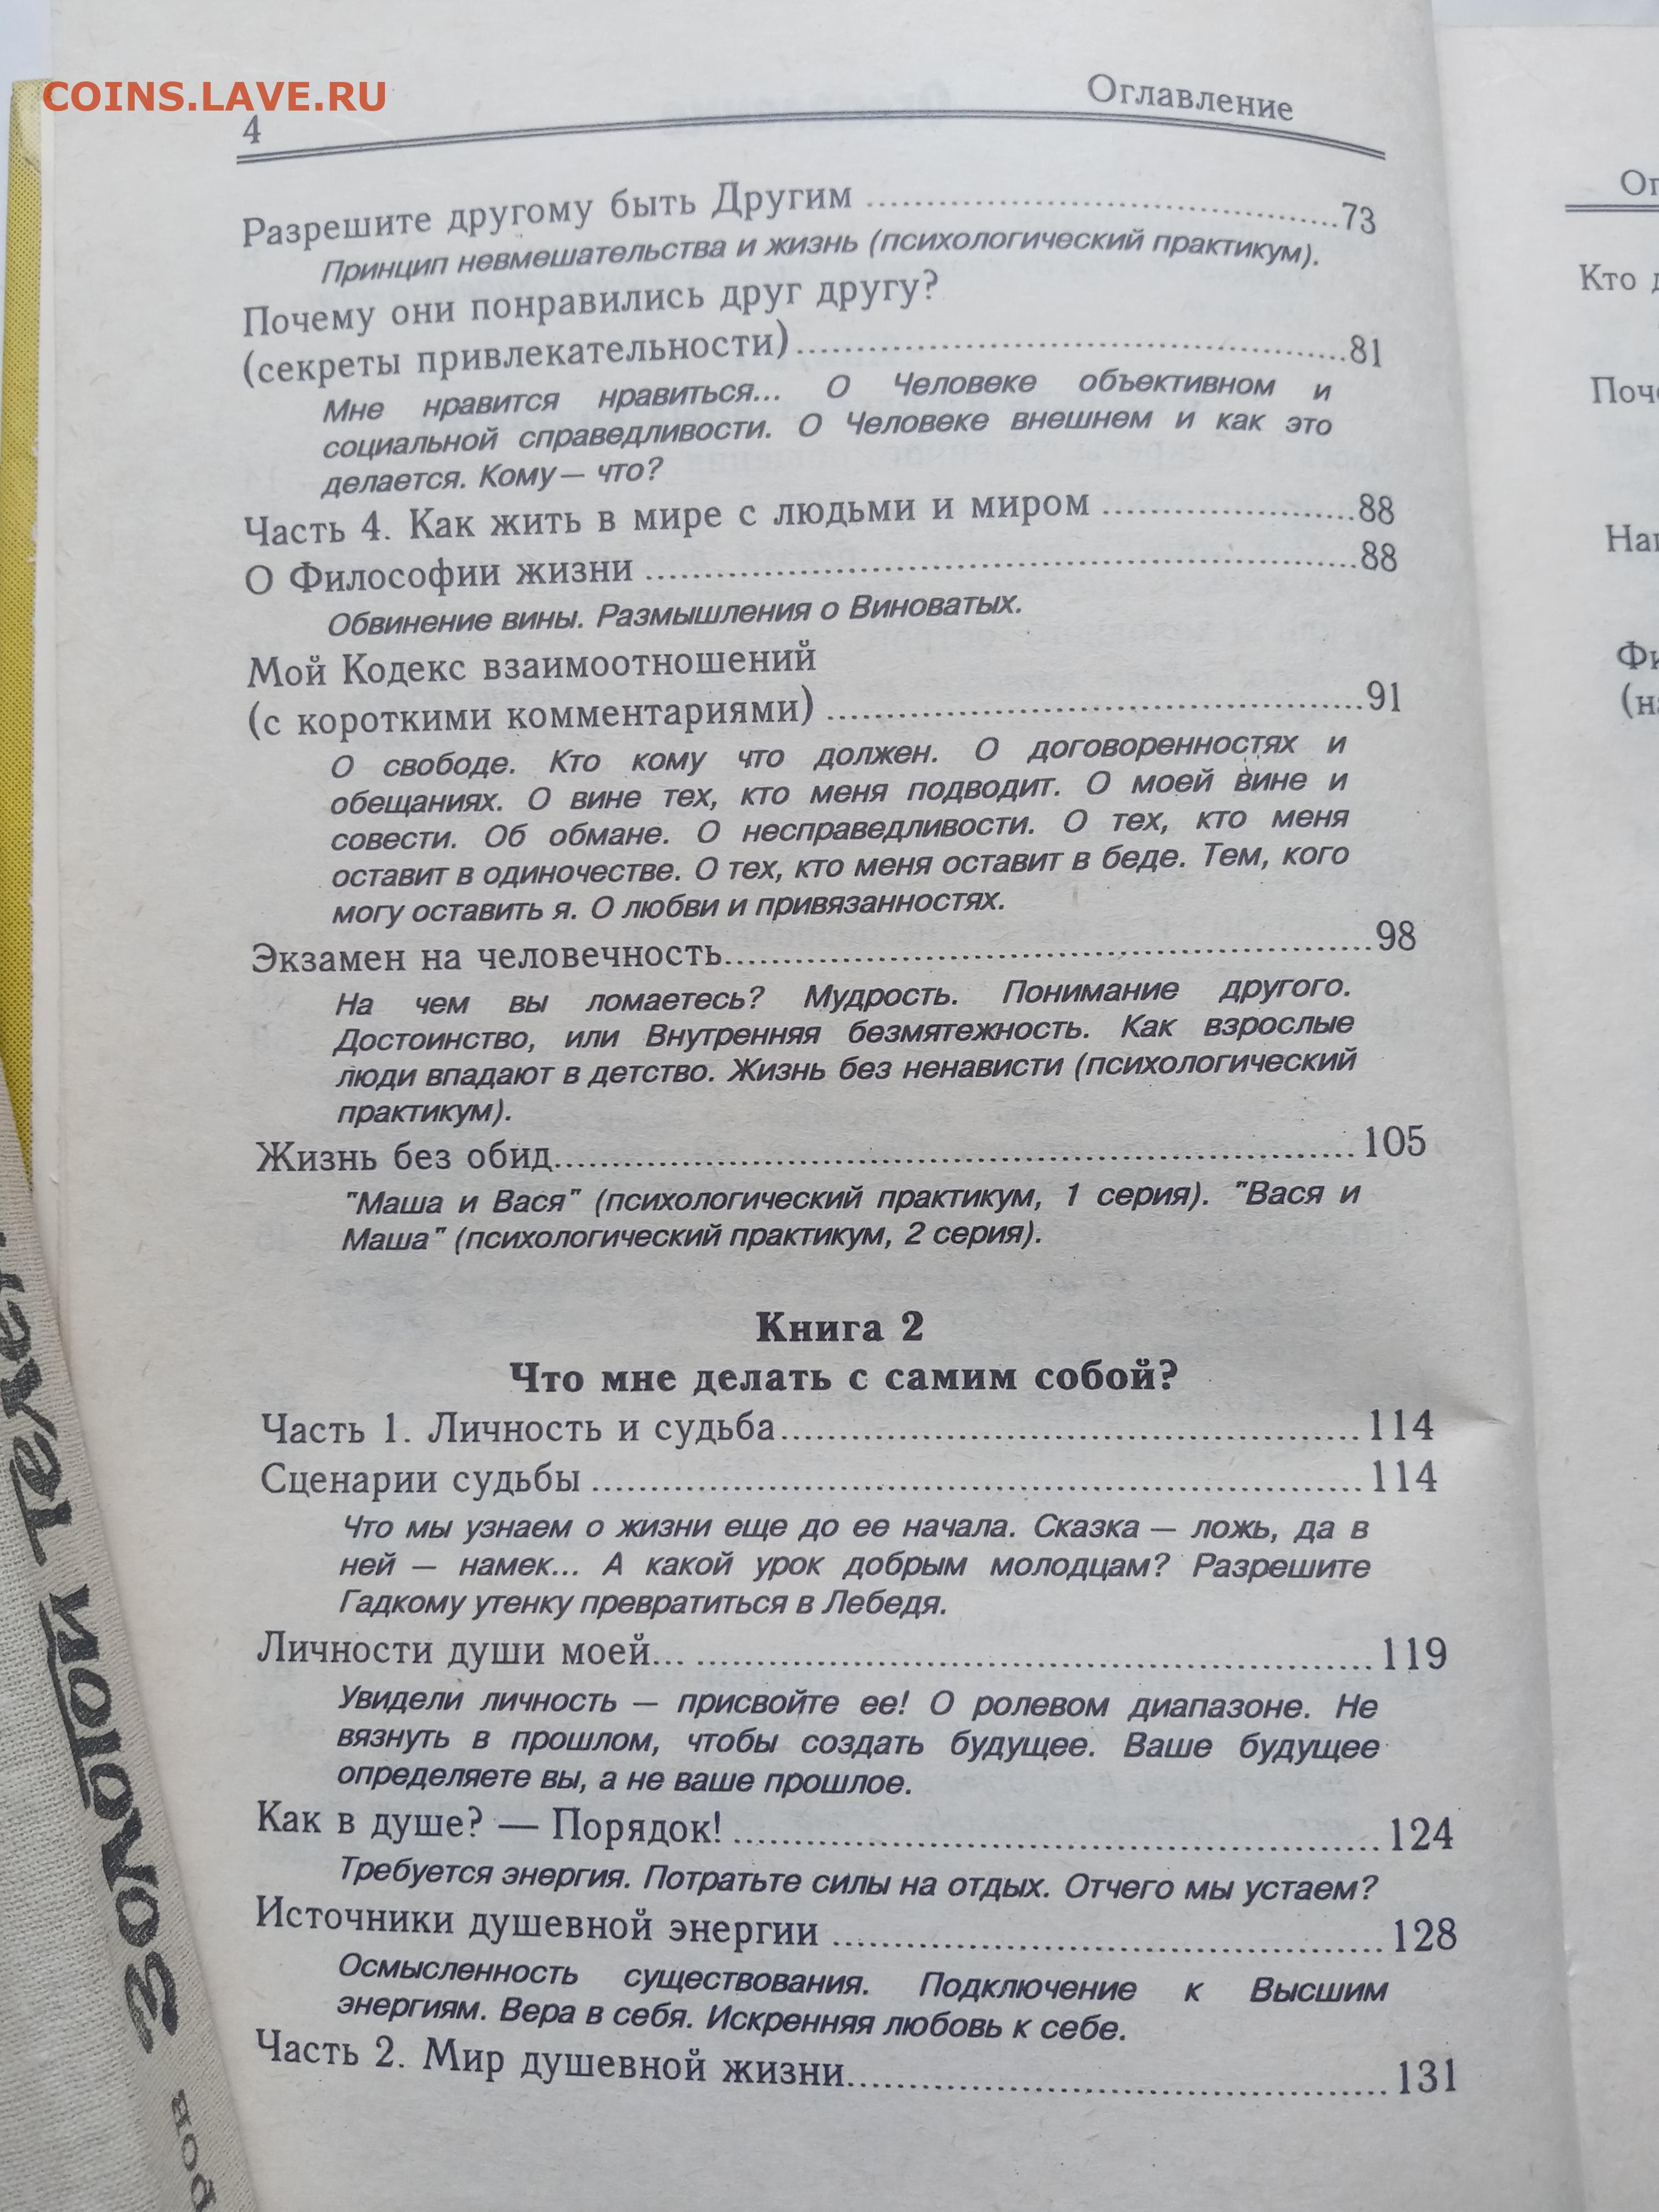 COINS.LAVE.RU
4
Оглавление
Разрешите другому быть Другим ........ 73
Принцип невмешательства и жизнь (психологический практикум).
Почему они понравились друг другу?
(секреты привлекательности) ........ 81
Мне нравится нравиться... О Человеке объективном и
социальной справедливости. О Человеке внешнем и как это
делается. Кому — что?
Часть 4. Как жить в мире с людьми и миром ........ 88
О Философии жизни ........ 88
Обвинение вины. Размышления о Виноватых.
Мой Кодекс взаимоотношений
(с короткими комментариями) ........ 91
О свободе. Кто кому что должен. О договоренностях и
обещаниях. О вине тех, кто меня подводит. О моей вине и
совести. Об обмане. О несправедливости. О тех, кто меня
оставит в одиночестве. О тех, кто меня оставит в беде. Тем, кого
могу оставить я. О любви и привязанностях.
Экзамен на человечность ........ 98
На чем вы ломаетесь? Мудрость. Понимание другого.
Достоинство, или Внутренняя безмятежность. Как взрослые
люди впадают в детство. Жизнь без ненависти (психологический
практикум).
Жизнь без обид ........ 105
"Маша и Вася" (психологический практикум, 1 серия). "Вася и
Маша" (психологический практикум, 2 серия).
Книга 2
Что мне делать с самим собой?
Часть 1. Личность и судьба ........ 114
Сценарии судьбы ........ 114
Что мы узнаем о жизни еще до ее начала. Сказка — ложь, да в
ней — намек... А какой урок добрым молодцам? Разрешите
Гадкому утенку превратиться в Лебедя.
Личности души моей... ........ 119
Увидели личность — присвойте ее! О ролевом диапазоне. Не
вязнуть в прошлом, чтобы создать будущее. Ваше будущее
определяете вы, а не ваше прошлое.
Как в душе? — Порядок! ........ 124
Требуется энергия. Потратьте силы на отдых. Отчего мы устаем?
Источники душевной энергии ........ 128
Осмысленность существования. Подключение к Высшим
энергиям. Вера в себя. Искренняя любовь к себе.
Часть 2. Мир душевной жизни ........ 131
Кто
золотой